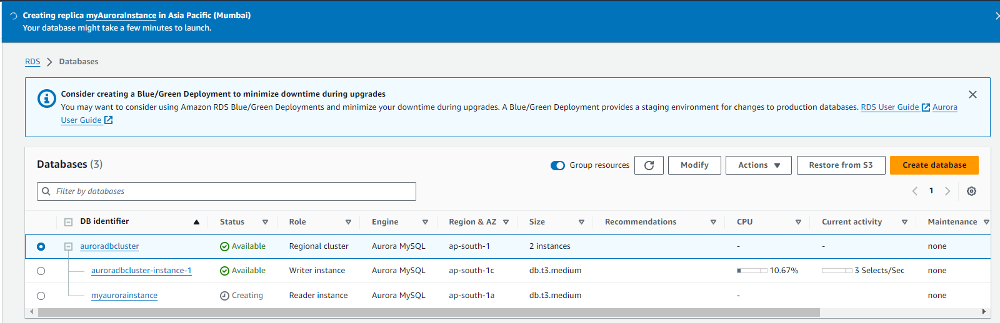 Creating replica myAuroraInstance in Asia Pacific (Mumbai)
Your database might take a few minutes to launch.
RDS Databases
Consider creating a Blue/Green Deployment to minimize downtime during upgrades
You may want to consider using Amazon RDS Blue/Green Deployments and minimize your downtime during upgrades. A Blue/Green Deployment provides a staging environment for changes to production databases. RDS User Guide Aurora
User Guide
Databases (3) Group resources Modify Actions Restore from S3 Create database
Filter by databases 1
DB identifier Status Role Engine Region & AZ Size Recommendations CPU Current activity Maintenance
auroradbcluster Available Regional cluster Aurora MySQL ap-south-1 2 instances - - none
auroradbcluster-instance-1 Available Writer instance Aurora MySQL ap-south-1c db.t3.medium 10.67% 3 Selects/Sec none
myaurorainstance Creating Reader instance Aurora MySQL ap-south-1a db.t3.medium - none